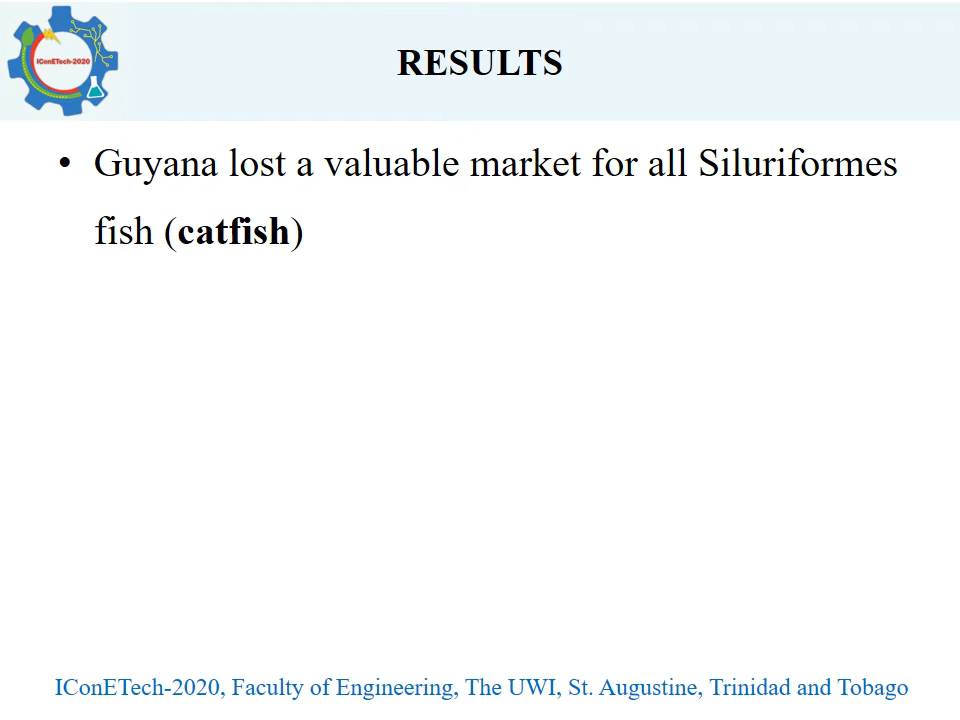 IConETech-2020
RESULTS
• Guyana lost a valuable market for all Siluriformes
fish (catfish)
IConETech-2020, Faculty of Engineering, The UWI, St. Augustine, Trinidad and Tobago